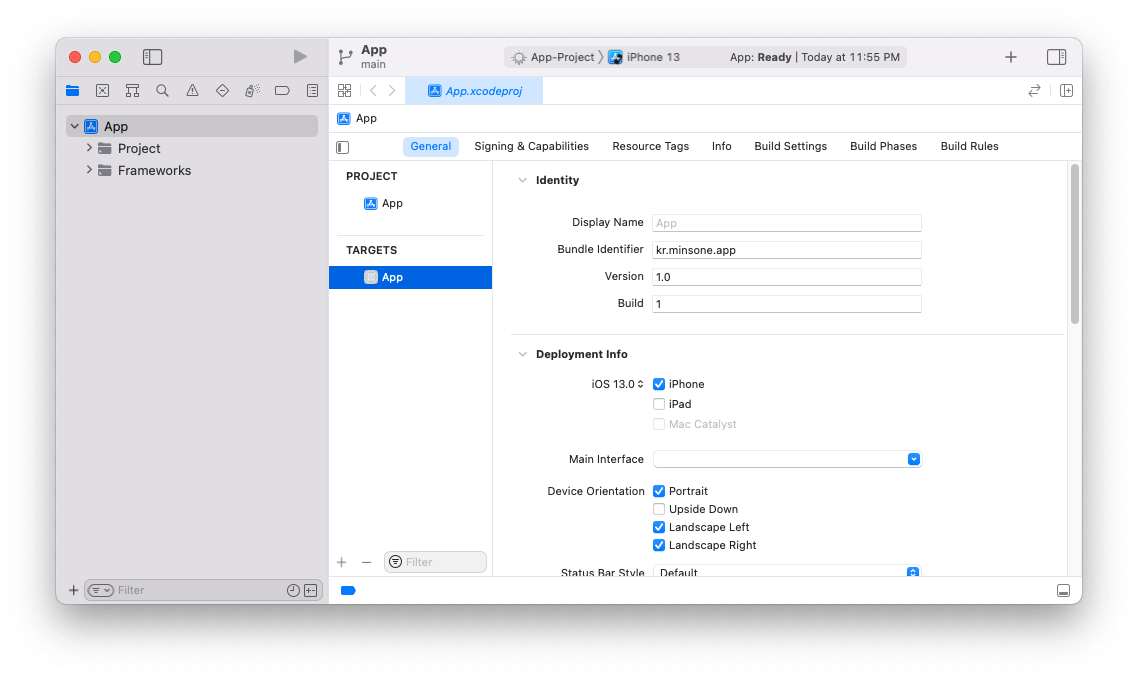 App
main
App-Project
iPhone 13
App: Ready | Today at 11:55 PM
App.xcodeproj
App
Project
Frameworks
App
General
Signing & Capabilities
Resource Tags
Info
Build Settings
Build Phases
Build Rules
PROJECT
App
TARGETS
App
Identity
Display Name
App
Bundle Identifier
kr.minsone.app
Version
1.0
Build
1
Deployment Info
iOS 13.0
iPhone
iPad
Mac Catalyst
Main Interface
Device Orientation
Portrait
Upside Down
Landscape Left
Landscape Right
Status Bar Style
Default
Filter
Filter